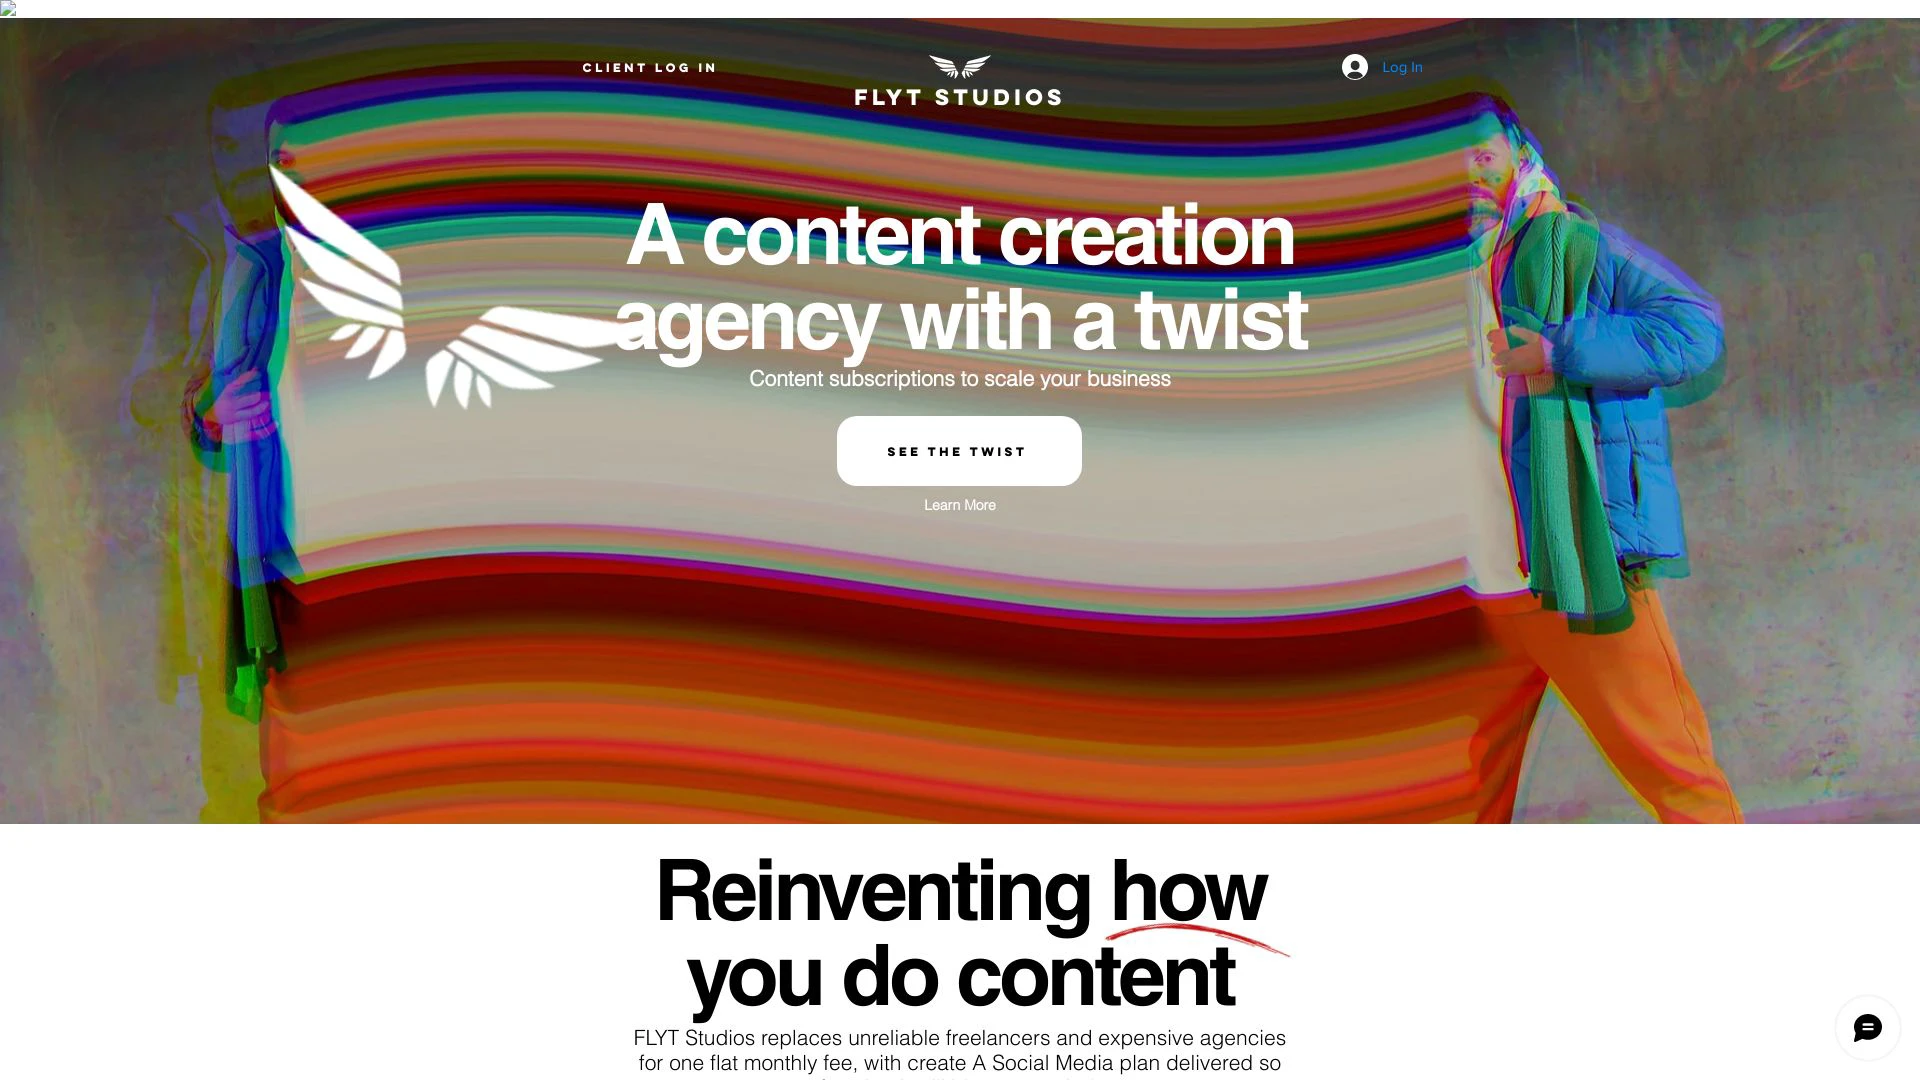 CLIENT LOG IN
FLYT STUDIOS
Log In
A content creation
agency with a twist
Content subscriptions to scale your business
SEE THE TWIST
Learn More
Reinventing how
you do content
FLYT Studios replaces unreliable freelancers and expensive agencies
for one flat monthly fee, with create A Social Media plan delivered so